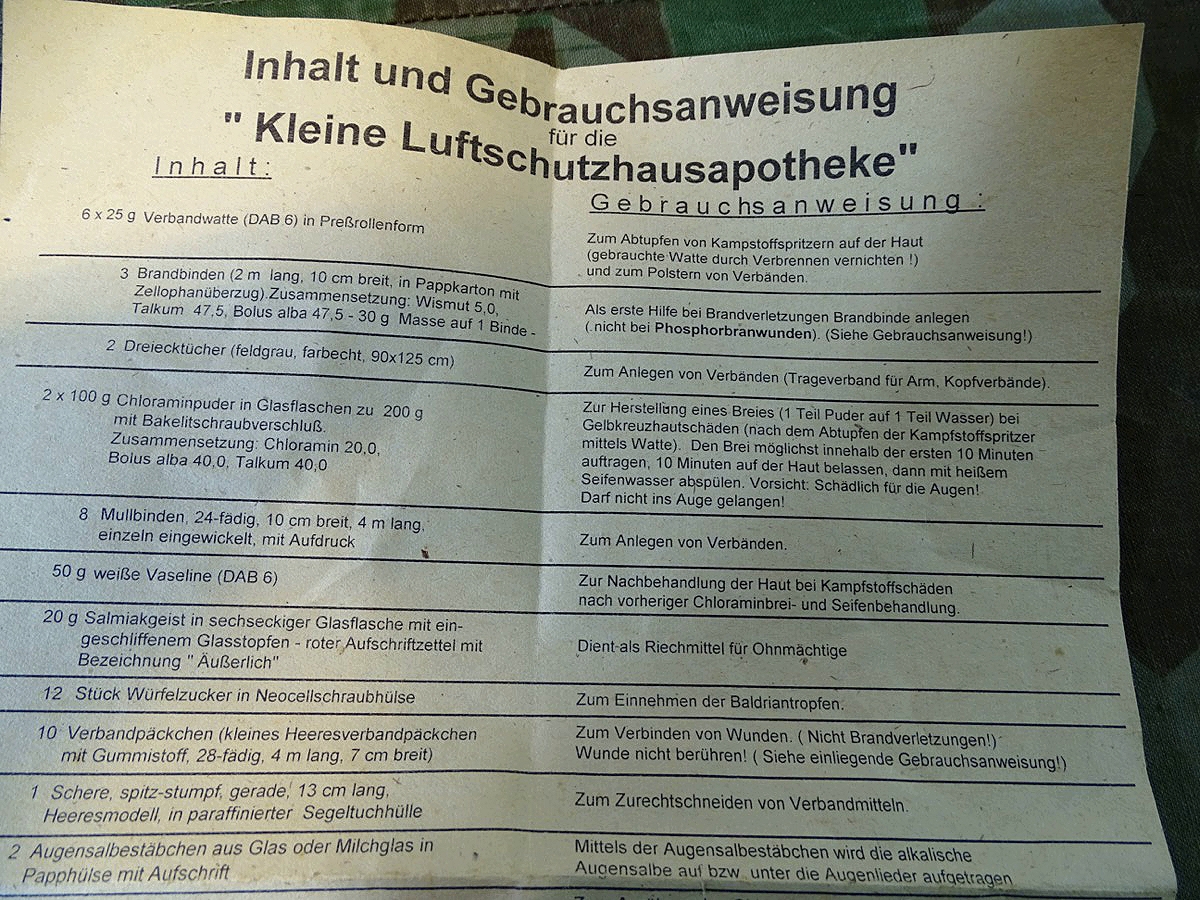 Inhalt und Gebrauchsanweisung
für die
" Kleine Luftschutzhausapotheke"
Inhalt:
Gebrauchsanweisung :
6 x 25 g Verbandwatte (DAB 6) in Preßrollenform
Zum Abtupfen von Kampstoffspritzern auf der Haut
(gebrauchte Watte durch Verbrennen vernichten !)
und zum Polstern von Verbänden.
3 Brandbinden (2 m lang, 10 cm breit, in Pappkarton mit
Zellophanüberzug).Zusammensetzung: Wismut 5,0,
Talkum 47,5, Bolus alba 47,5 - 30 g Masse auf 1 Binde -
Als erste Hilfe bei Brandverletzungen Brandbinde anlegen
( nicht bei Phosphorbranwunden). (Siehe Gebrauchsanweisung!)
2 Dreiecktücher (feldgrau, farbecht, 90x125 cm)
Zum Anlegen von Verbänden (Trageverband für Arm, Kopfverbände).
2 x 100 g Chloraminpuder in Glasflaschen zu 200 g
mit Bakelitschraubverschluß.
Zusammensetzung: Chloramin 20,0,
Bolus alba 40,0, Talkum 40,0
Zur Herstellung eines Breies (1 Teil Puder auf 1 Teil Wasser) bei
Gelbkreuzhautschäden (nach dem Abtupfen der Kampfstoffspritzer
mittels Watte). Den Brei möglichst innerhalb der ersten 10 Minuten
auftragen, 10 Minuten auf der Haut belassen, dann mit heißem
Seifenwasser abspülen. Vorsicht: Schädlich für die Augen!
Darf nicht ins Auge gelangen!
8 Mullbinden, 24-fädig, 10 cm breit, 4 m lang,
einzeln eingewickelt, mit Aufdruck
Zum Anlegen von Verbänden.
50 g weiße Vaseline (DAB 6)
Zur Nachbehandlung der Haut bei Kampfstoffschäden
nach vorheriger Chloraminbrei- und Seifenbehandlung.
20 g Salmiakgeist in sechseckiger Glasflasche mit ein-
geschliffenem Glasstopfen - roter Aufschriftzettel mit
Bezeichnung " Äußerlich"
Dient als Riechmittel für Ohnmächtige
12 Stück Würfelzucker in Neocellschraubhülse
Zum Einnehmen der Baldriantropfen.
10 Verbandpäckchen (kleines Heeresverbandpäckchen
mit Gummistoff, 28-fädig, 4 m lang, 7 cm breit)
Zum Verbinden von Wunden. ( Nicht Brandverletzungen!)
Wunde nicht berühren! ( Siehe einliegende Gebrauchsanweisung!)
1 Schere, spitz-stumpf, gerade, 13 cm lang,
Heeresmodell, in paraffinierter Segeltuchhülle
Zum Zurechtschneiden von Verbandmitteln.
2 Augensalbestäbchen aus Glas oder Milchglas in
Papphülse mit Aufschrift
Mittels der Augensalbestäbchen wird die alkalische
Augensalbe auf bzw. unter die Augenlieder aufgetragen